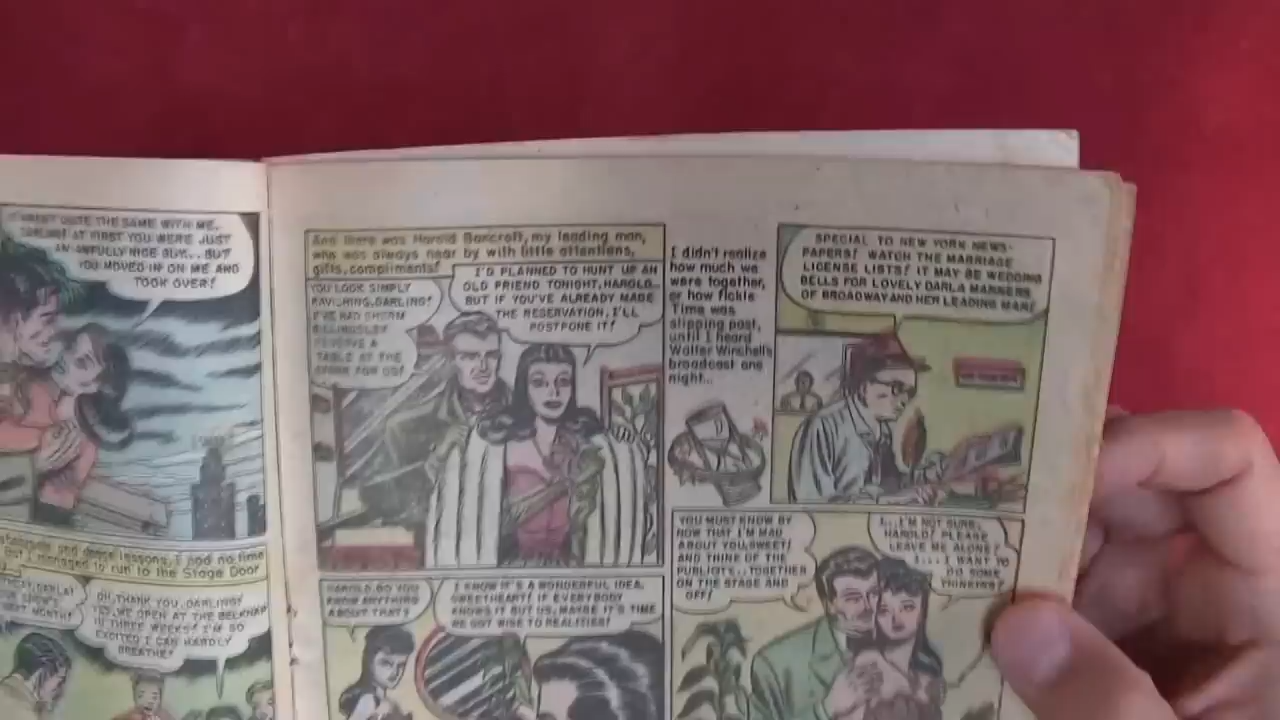 QUITE THE SAME WITH ME,
AT FIRST YOU WERE JUST
AN AWFULLY NICE GUY... BUT
YOU MOVED IN ON ME AND
TOOK OVER!
and dance lessons, I had no time
But I managed to run to the Stage Door
DARLA!
NEXT MONTH!
OH, THANK YOU, DARLING!
YES, WE OPEN AT THE BELKNAP
IN THREE WEEKS! I'M SO
EXCITED I CAN HARDLY
BREATHE!
And there was Harold Bancroft, my leading man,
who was always near by with little attentions,
gifts, compliments!
YOU LOOK SIMPLY
RAVISHING, DARLING!
I'VE HAD SHERM
BILLINGSLEY
RESERVE A
TABLE AT THE
STORK FOR US!
I'D PLANNED TO HUNT UP AN
OLD FRIEND TONIGHT, HAROLD...
BUT IF YOU'VE ALREADY MADE
THE RESERVATION, I'LL
POSTPONE IT!
I didn't realize
how much we
were together,
or how fickle
Time was
slipping past,
until I heard
Walter Winchell's
broadcast one
night...
SPECIAL TO NEW YORK NEWS-
PAPERS! WATCH THE MARRIAGE
LICENSE LISTS! IT MAY BE WEDDING
BELLS FOR LOVELY DARLA MANNERS
OF BROADWAY AND HER LEADING MAN!
HAROLD, DO YOU
KNOW ANYTHING
ABOUT THAT?
I KNOW IT'S A WONDERFUL IDEA,
SWEETHEART! IF EVERYBODY
KNOWS IT BUT US, MAYBE IT'S TIME
WE GOT WISE TO REALITIES!
YOU MUST KNOW BY
NOW THAT I'M MAD
ABOUT YOU, SWEET!
AND THINK OF THE
PUBLICITY... TOGETHER
ON THE STAGE AND
OFF!
I...I'M NOT SURE,
HAROLD! PLEASE
LEAVE ME ALONE!
I...I WANT TO
DO SOME
THINKING!